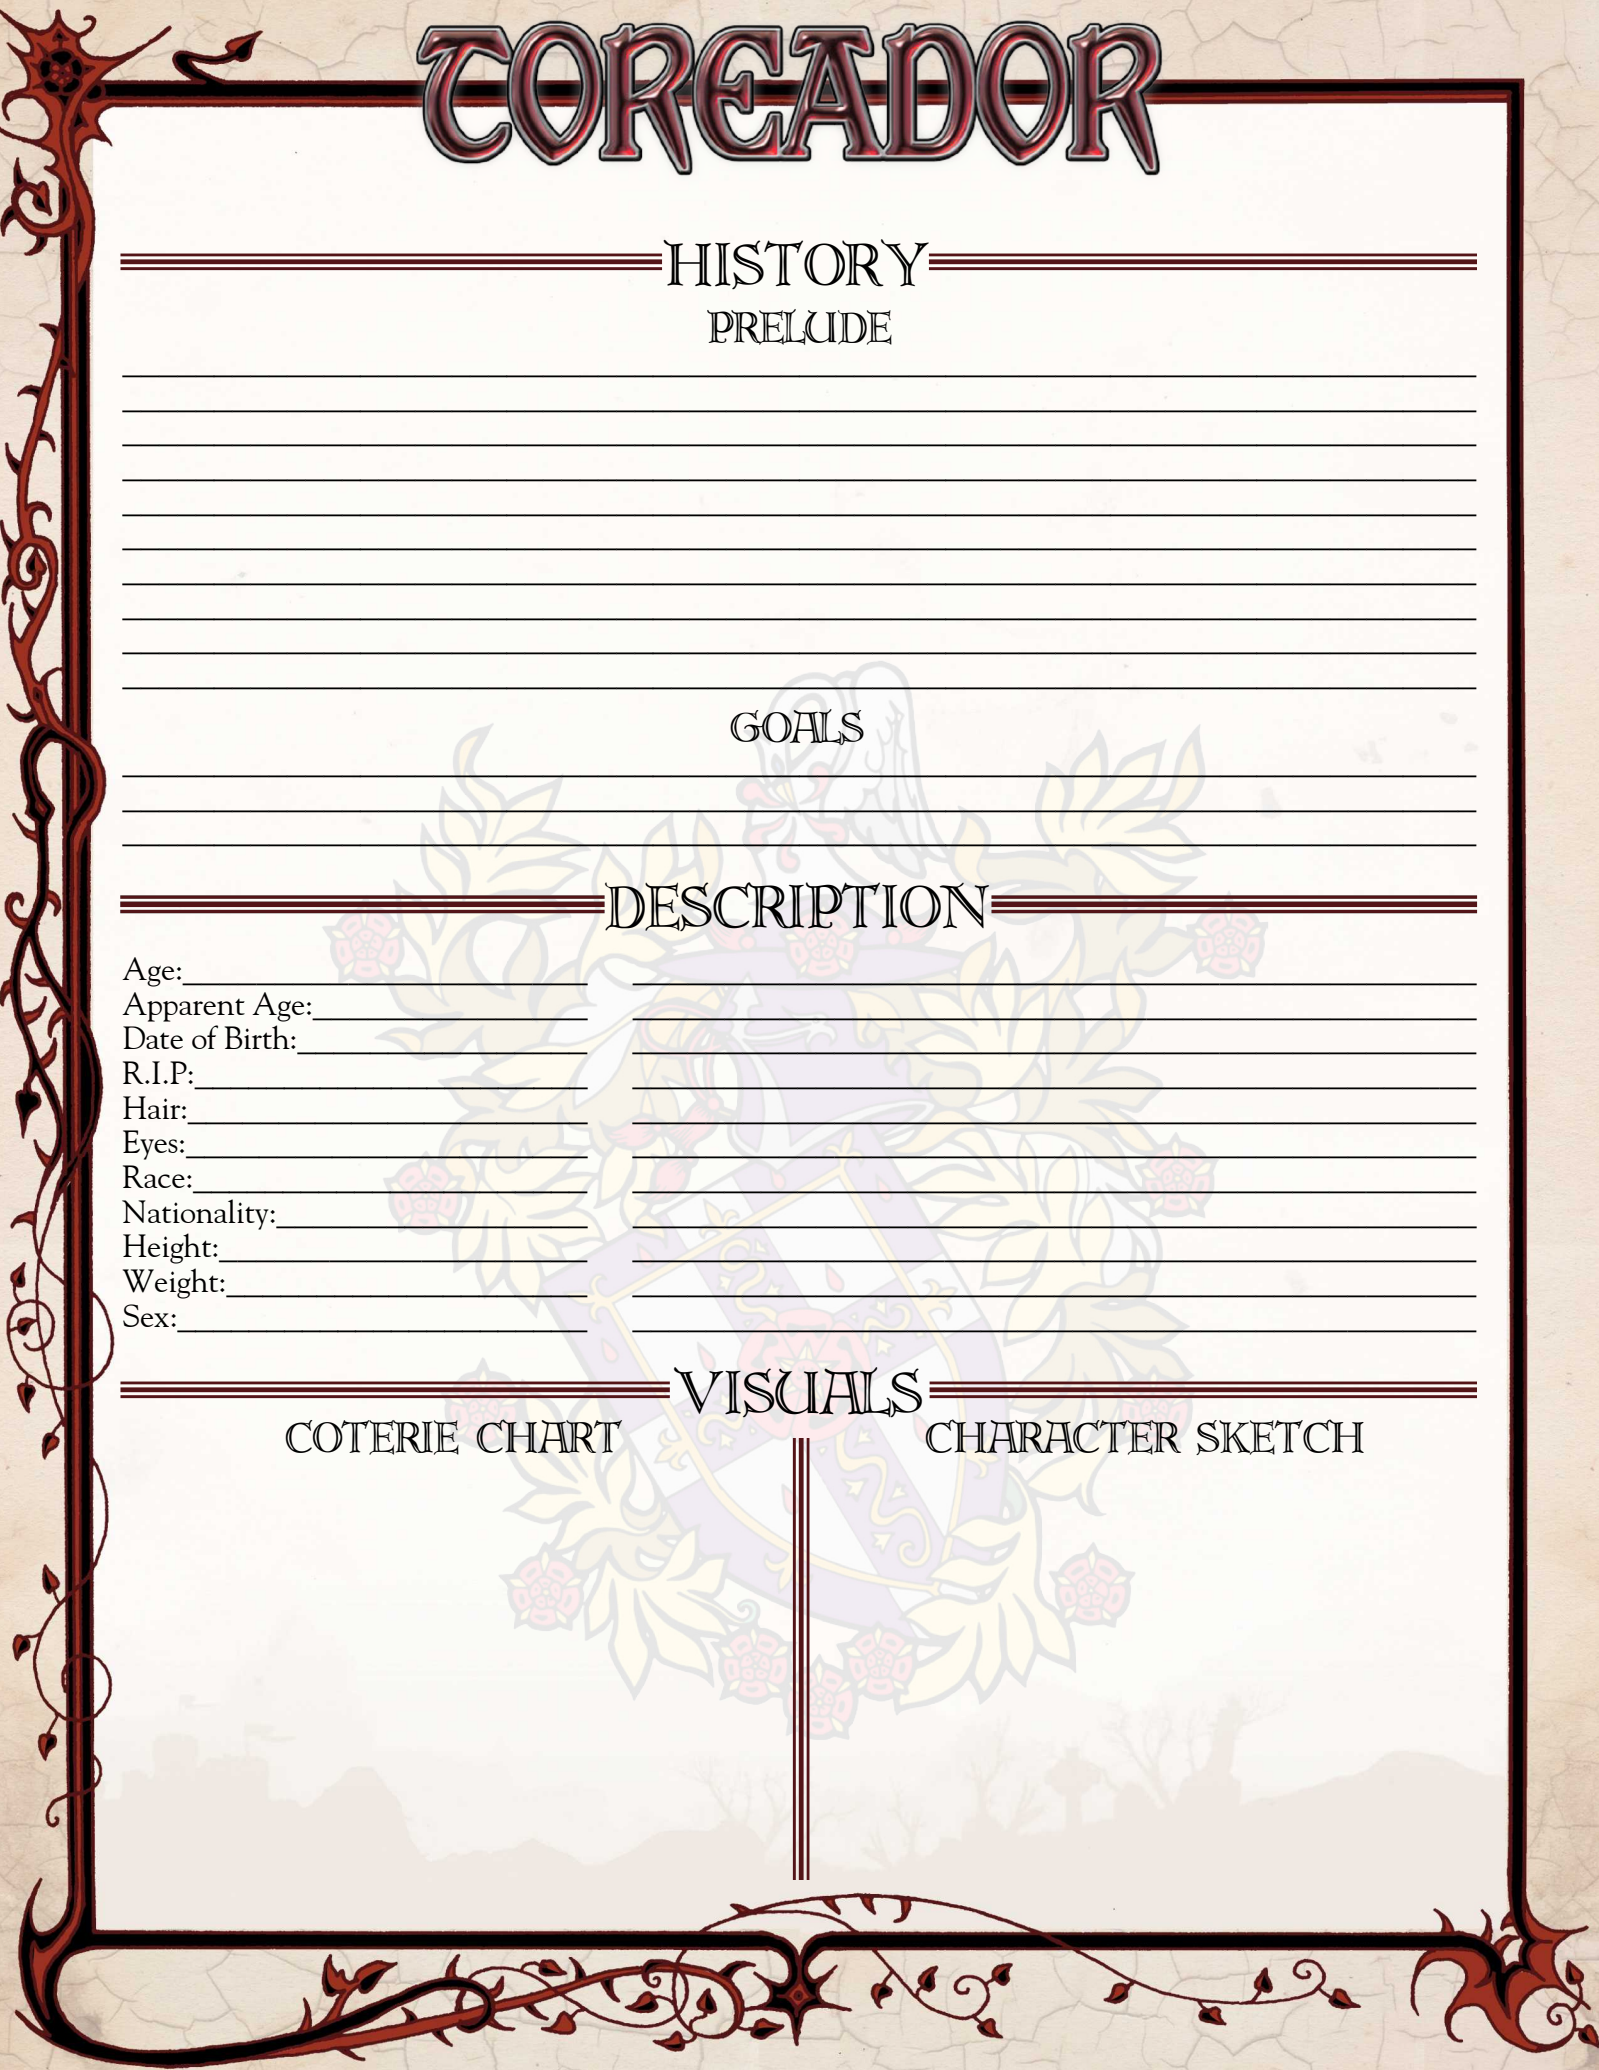 TOREADOR
HISTORY
PRELUDE
GOALS
DESCRIPTION
Age:
Apparent Age:
Date of Birth:
R.I.P:
Hair:
Eyes:
Race:
Nationality:
Height:
Weight:
Sex:
VISUALS
COTERIE CHART
CHARACTER SKETCH